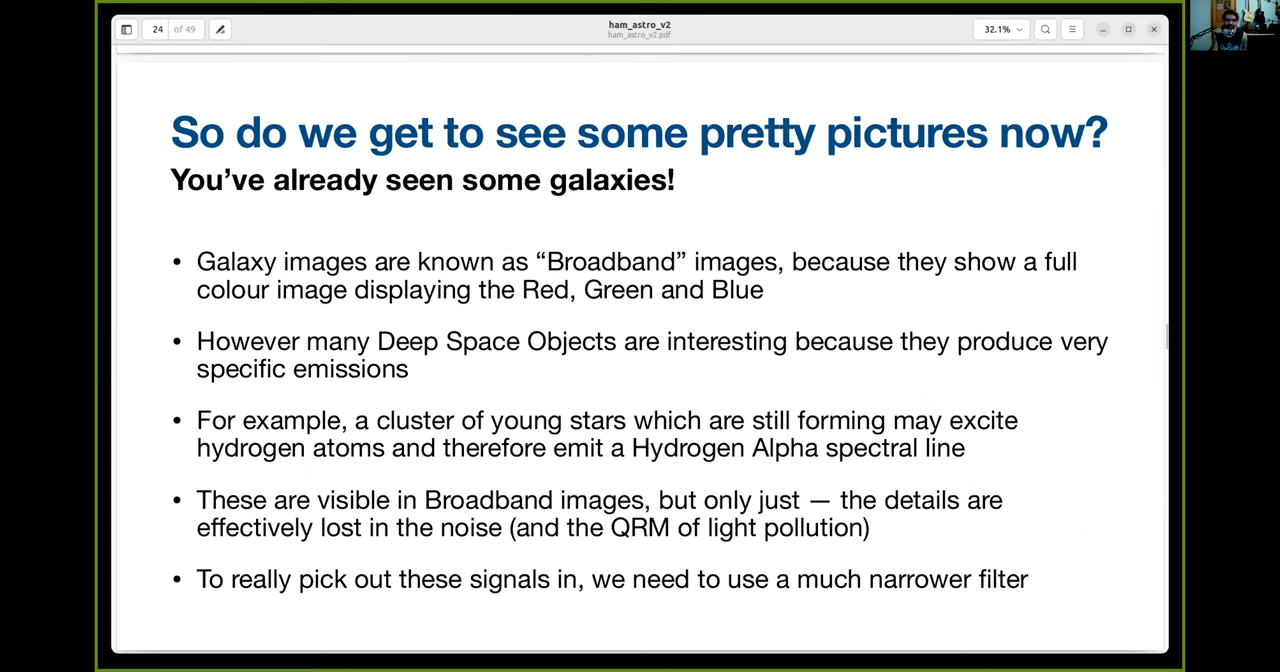 24 of 49
ham_astro_v2
ham_astro_v2.pdf
32.1%
So do we get to see some pretty pictures now?
You’ve already seen some galaxies!
• Galaxy images are known as “Broadband” images, because they show a full
colour image displaying the Red, Green and Blue
• However many Deep Space Objects are interesting because they produce very
specific emissions
• For example, a cluster of young stars which are still forming may excite
hydrogen atoms and therefore emit a Hydrogen Alpha spectral line
• These are visible in Broadband images, but only just — the details are
effectively lost in the noise (and the QRM of light pollution)
• To really pick out these signals in, we need to use a much narrower filter